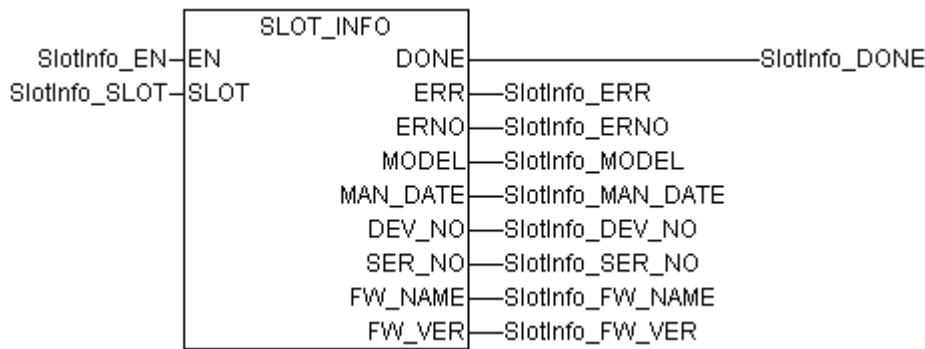 SLOT_INFO
SlotInfo_EN EN DONE SlotInfo_DONE
SlotInfo_SLOT SLOT ERR SlotInfo_ERR
ERNO SlotInfo_ERNO
MODEL SlotInfo_MODEL
MAN_DATE SlotInfo_MAN_DATE
DEV_NO SlotInfo_DEV_NO
SER_NO SlotInfo_SER_NO
FW_NAME SlotInfo_FW_NAME
FW_VER SlotInfo_FW_VER